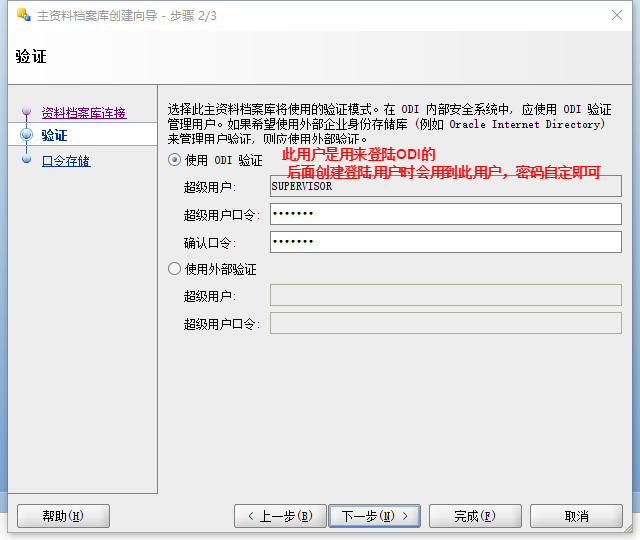 主资料档案库创建向导 - 步骤 2/3
验证
资料档案库连接
验证
口令存储
选择此主资料档案库将使用的验证模式。在 ODI 内部安全系统中, 应使用 ODI 验证
管理用户。如果希望使用外部企业身份存储库 (例如 Oracle Internet Directory)
来管理用户验证, 则应使用外部验证。
使用 ODI 验证
此用户是用来登陆ODI的
后面创建登陆用户时会用到此用户，密码自定即可
超级用户:
SUPERVISOR
超级用户口令:
•••••••
确认口令:
•••••••
使用外部验证
超级用户:
超级用户口令:
帮助(H)
< 上一步(B)
下一步(N) >
完成(F)
取消